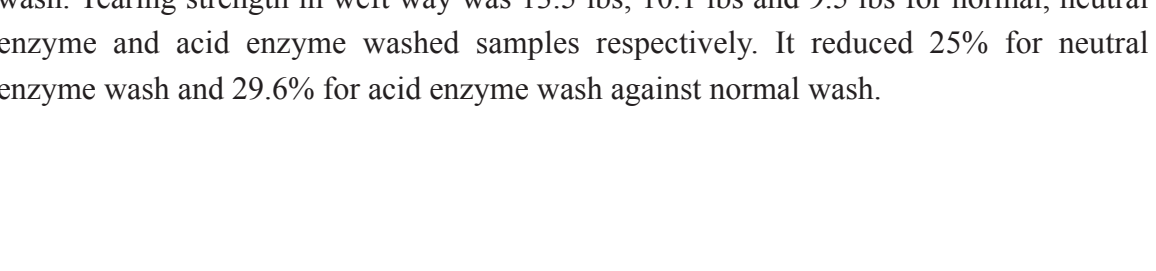 wash. Tearing strength in weft way was 13.5 lbs, 10.1 lbs and 9.5 lbs for normal, neutral
enzyme and acid enzyme washed samples respectively. It reduced 25% for neutral
enzyme wash and 29.6% for acid enzyme wash against normal wash.